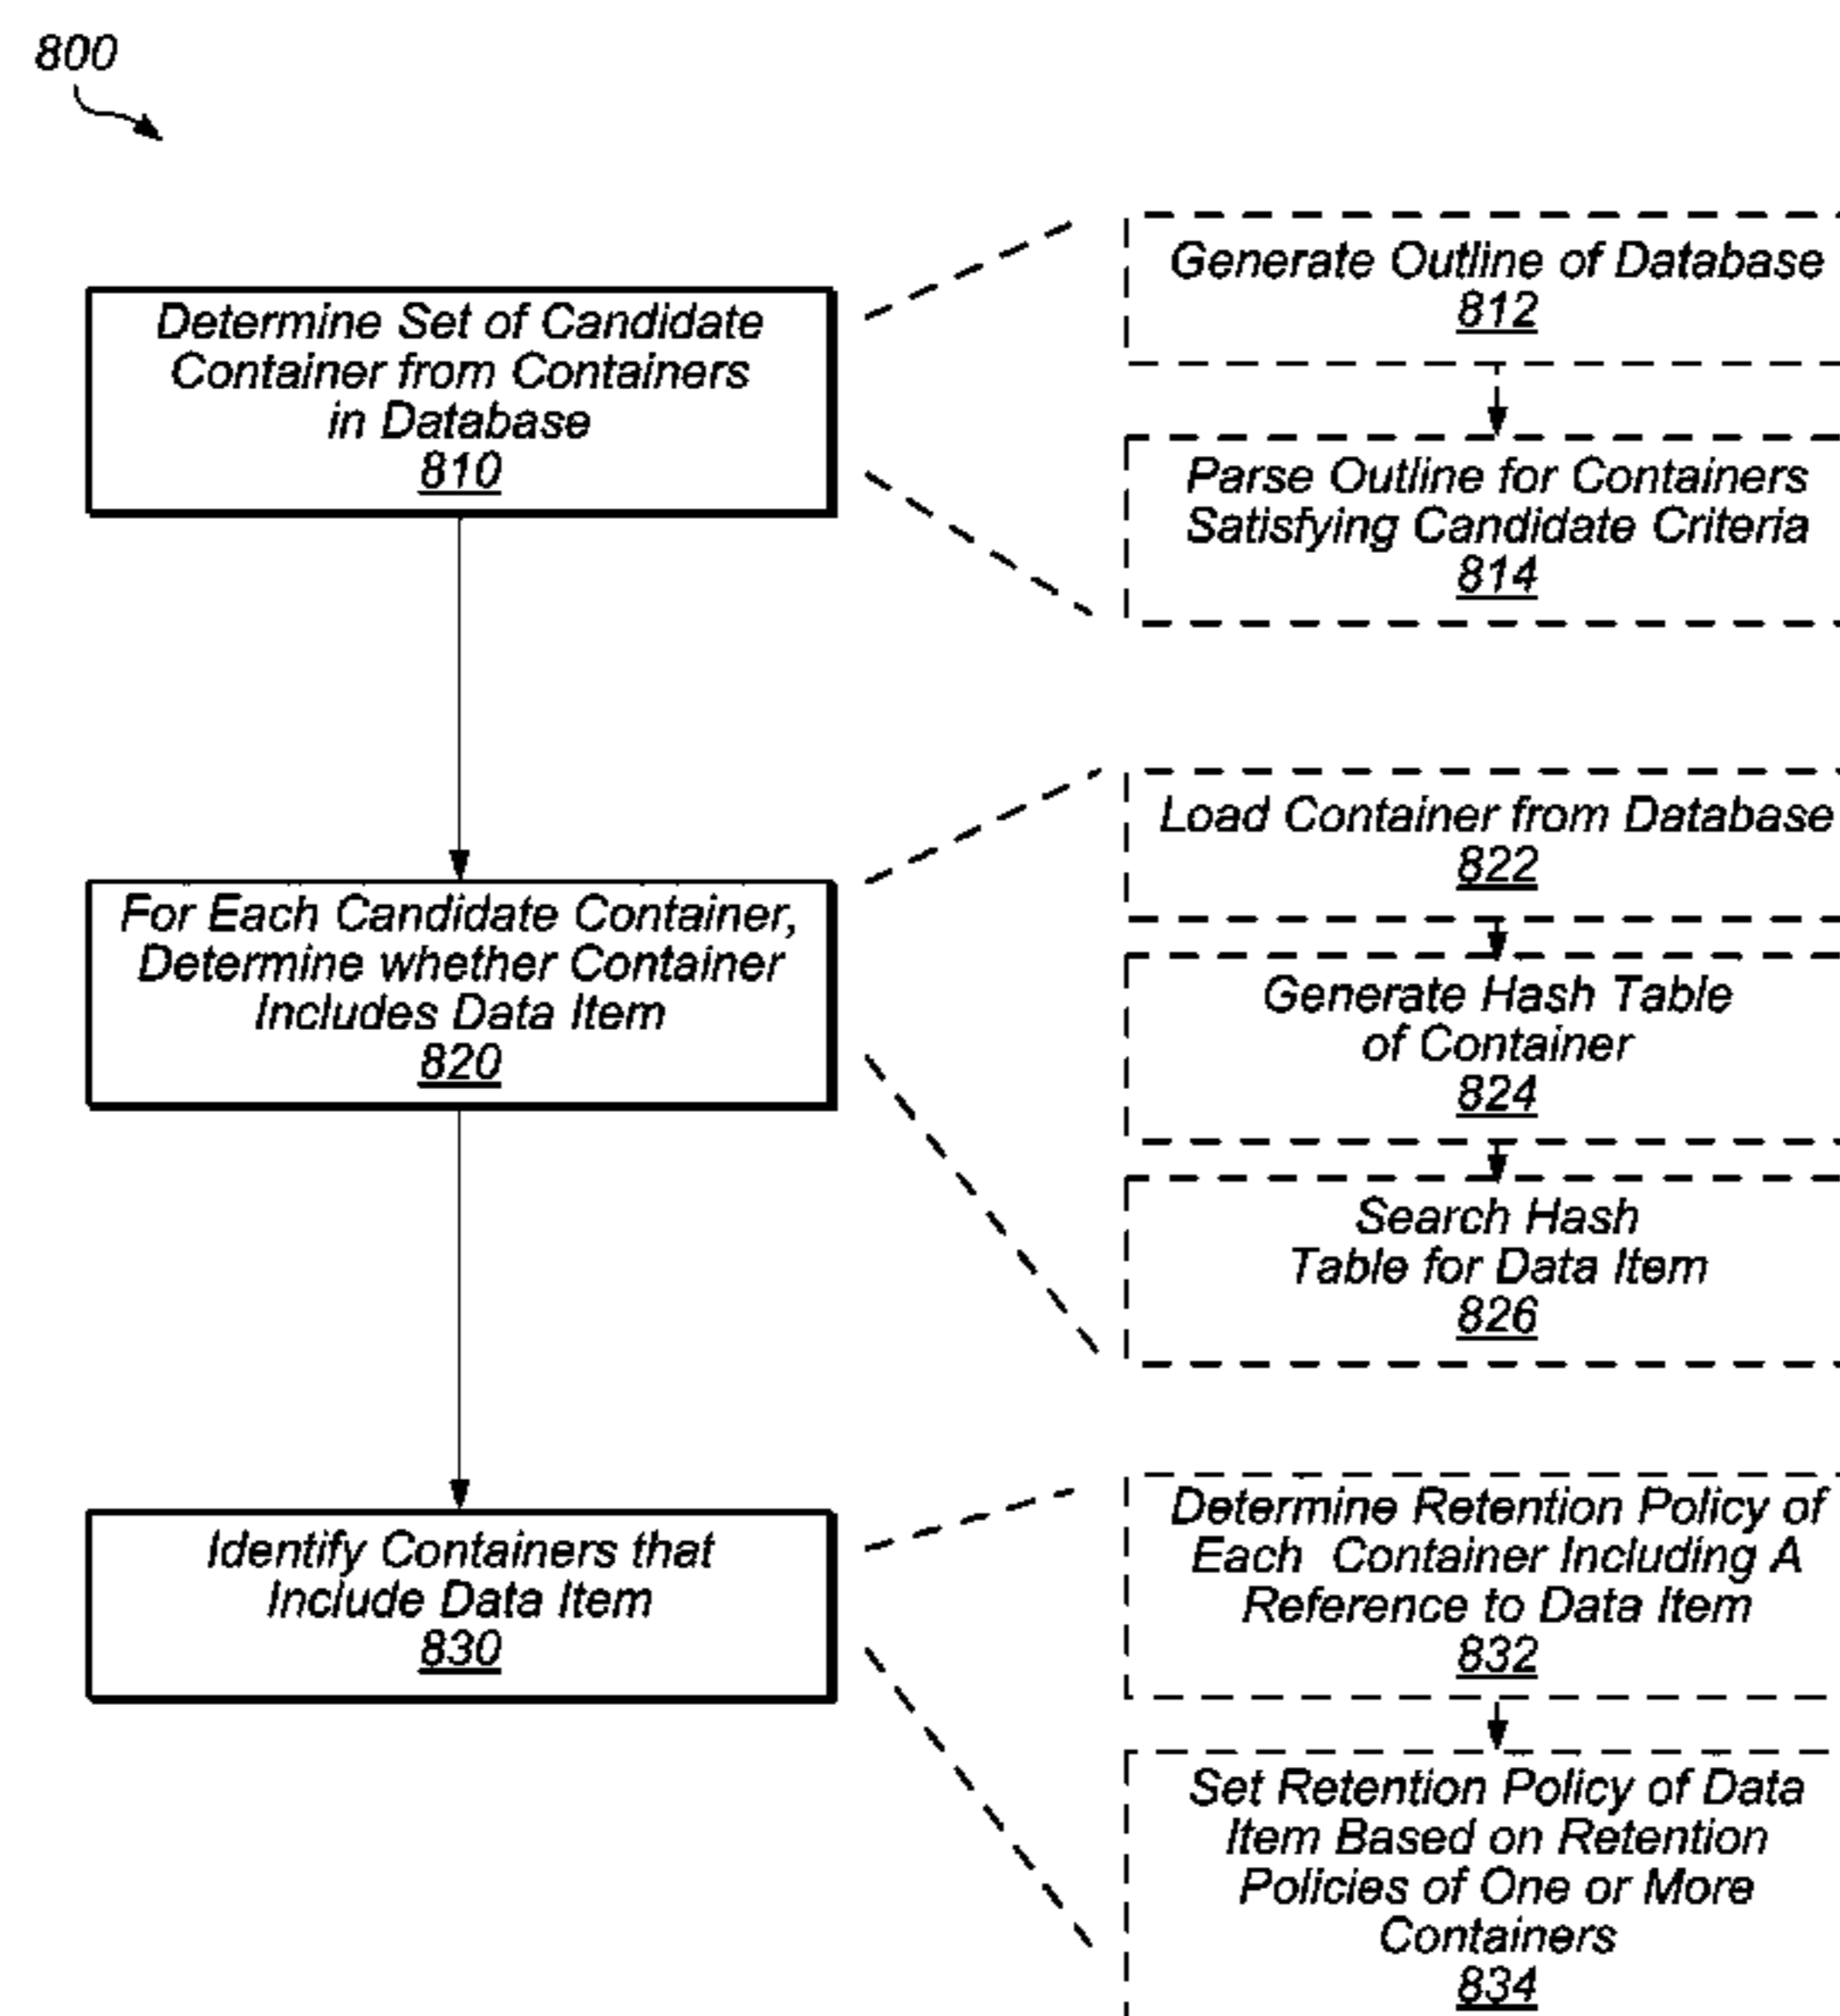 800
Determine Set of Candidate
Container from Containers
in Database
810
Generate Outline of Database
812
Parse Outline for Containers
Satisfying Candidate Criteria
814
For Each Candidate Container,
Determine whether Container
Includes Data Item
820
Load Container from Database
822
Generate Hash Table
of Container
824
Search Hash
Table for Data Item
826
Identify Containers that
Include Data Item
830
Determine Retention Policy of
Each Container Including A
Reference to Data Item
832
Set Retention Policy of Data
Item Based on Retention
Policies of One or More
Containers
834